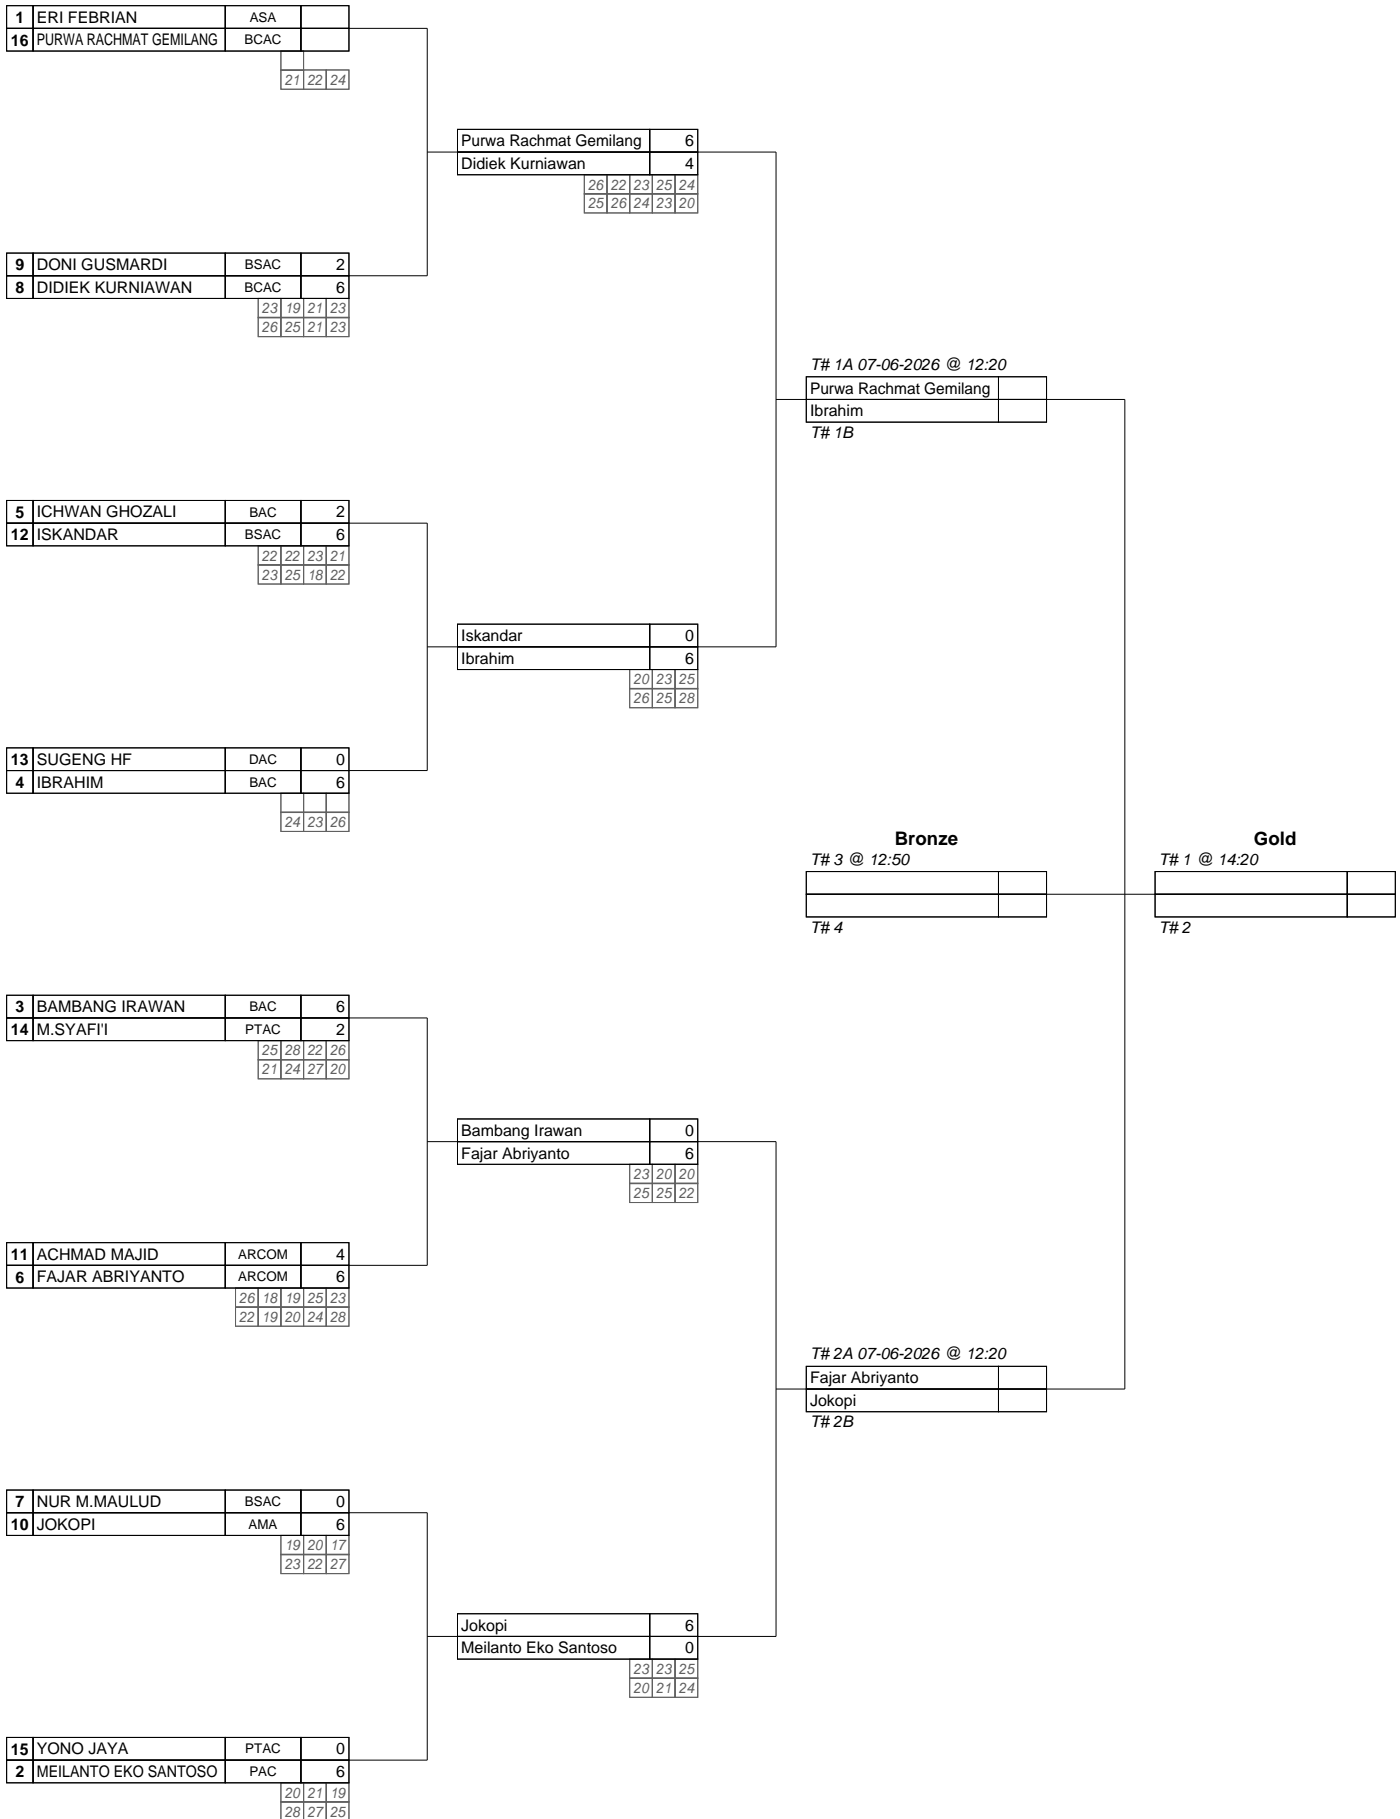 1 ERI FEBRIAN ASA
16 PURWA RACHMAT GEMILANG BCAC
21 22 24
Purwa Rachmat Gemilang 6
Didiek Kurniawan 4
26 22 23 25 24
25 26 24 23 20
9 DONI GUSMARDI BSAC 2
8 DIDIEK KURNIAWAN BCAC 6
23 19 21 23
26 25 21 23
T# 1A 07-06-2026 @ 12:20
Purwa Rachmat Gemilang
Ibrahim
T# 1B
5 ICHWAN GHOZALI BAC 2
12 ISKANDAR BSAC 6
22 22 23 21
23 25 18 22
Iskandar 0
Ibrahim 6
20 23 25
26 25 28
13 SUGENG HF DAC 0
4 IBRAHIM BAC 6
24 23 26
Bronze Gold
T# 3 @ 12:50 T# 1 @ 14:20
T# 4 T# 2
3 BAMBANG IRAWAN BAC 6
14 M.SYAFI'I PTAC 2
25 28 22 26
21 24 27 20
Bambang Irawan 0
Fajar Abriyanto 6
23 20 20
25 25 22
11 ACHMAD MAJID ARCOM 4
6 FAJAR ABRIYANTO ARCOM 6
26 18 19 25 23
22 19 20 24 28
T# 2A 07-06-2026 @ 12:20
Fajar Abriyanto
Jokopi
T# 2B
7 NUR M.MAULUD BSAC 0
10 JOKOPI AMA 6
19 20 17
23 22 27
Jokopi 6
Meilanto Eko Santoso 0
23 23 25
20 21 24
15 YONO JAYA PTAC 0
2 MEILANTO EKO SANTOSO PAC 6
20 21 19
28 27 25